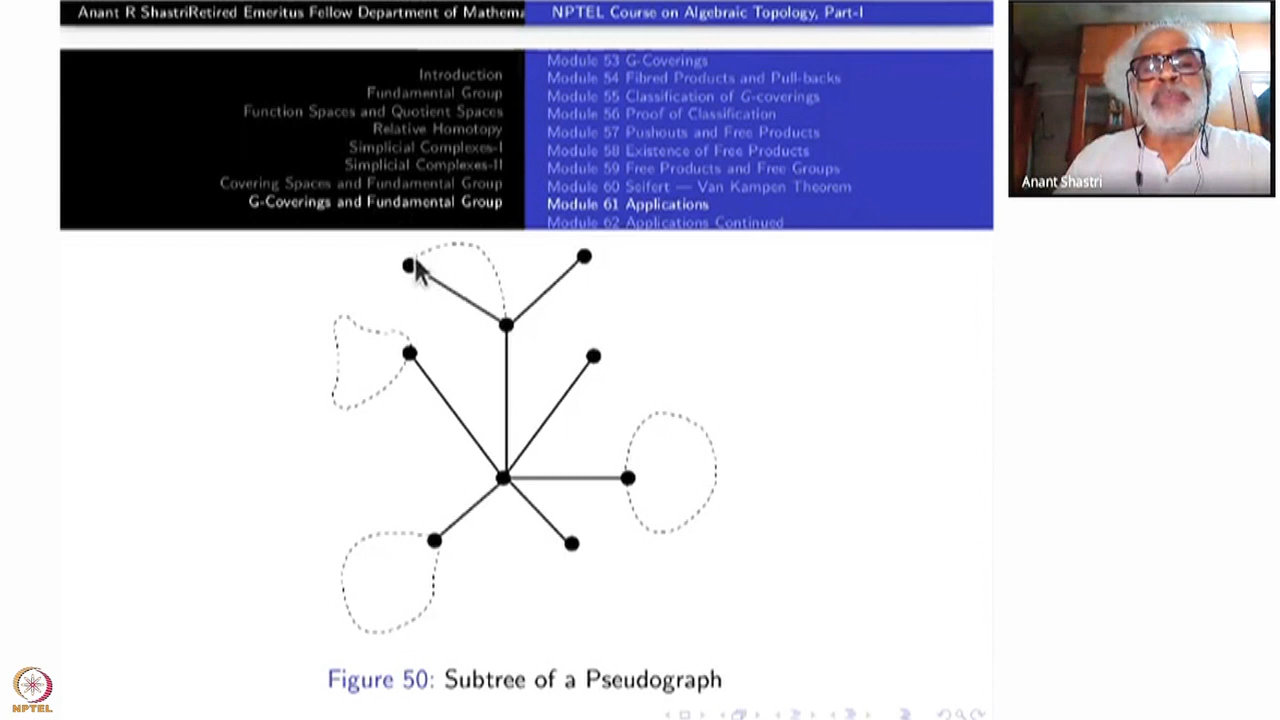 Anant R ShastriRetired Emeritus Fellow Department of Mathema
NPTEL Course on Algebraic Topology, Part-I
Introduction
Fundamental Group
Function Spaces and Quotient Spaces
Relative Homotopy
Simplicial Complexes-I
Simplicial Complexes-II
Covering Spaces and Fundamental Group
G-Coverings and Fundamental Group
Module 53 G-Coverings
Module 54 Fibred Products and Pull-backs
Module 55 Classification of G-coverings
Module 56 Proof of Classification
Module 57 Pushouts and Free Products
Module 58 Existence of Free Products
Module 59 Free Products and Free Groups
Module 60 Seifert — Van Kampen Theorem
Module 61 Applications
Module 62 Applications Continued
Anant Shastri
Figure 50: Subtree of a Pseudograph
NPTEL